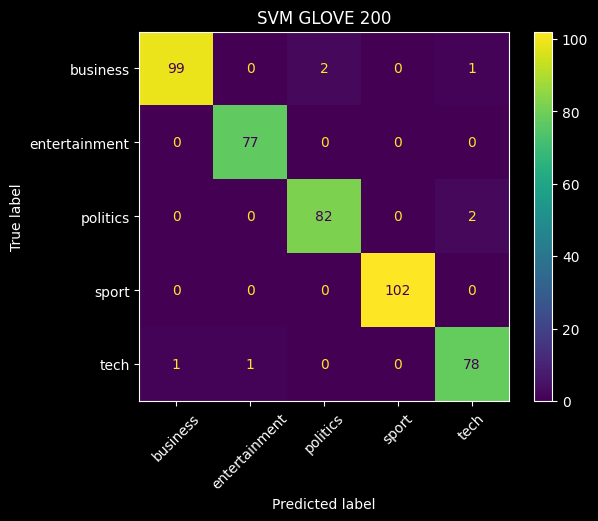 SVM GLOVE 200
True label
business 99 0 2 0 1
entertainment 0 77 0 0 0
politics 0 0 82 0 2
sport 0 0 0 102 0
tech 1 1 0 0 78
business entertainment politics sport tech
Predicted label
100
80
60
40
20
0